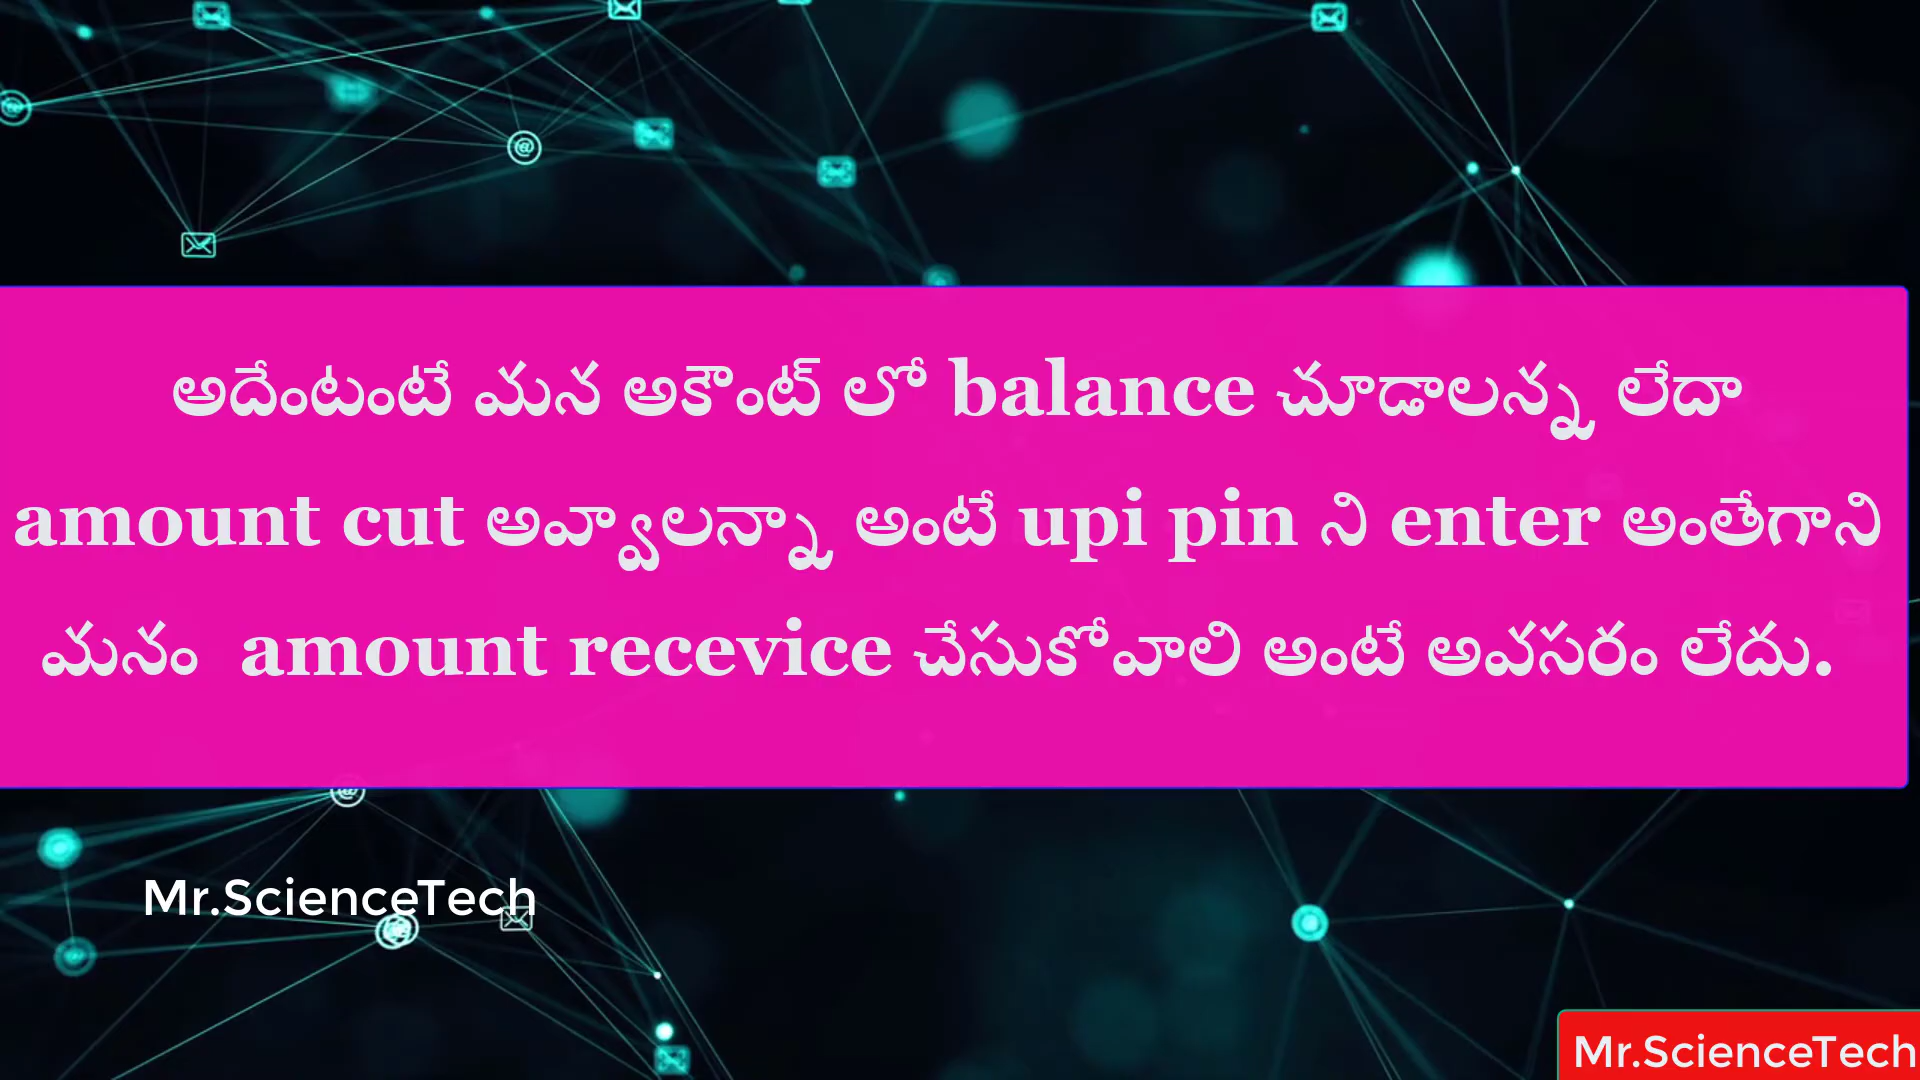 అదేంటంటే మన అకౌంట్ లో balance చూడాలన్న లేదా
amount cut అవ్వాలన్నా అంటే upi pin ని enter అంతేగాని
మనం amount recevice చేసుకోవాలి అంటే అవసరం లేదు.
Mr.ScienceTech
Mr.ScienceTech